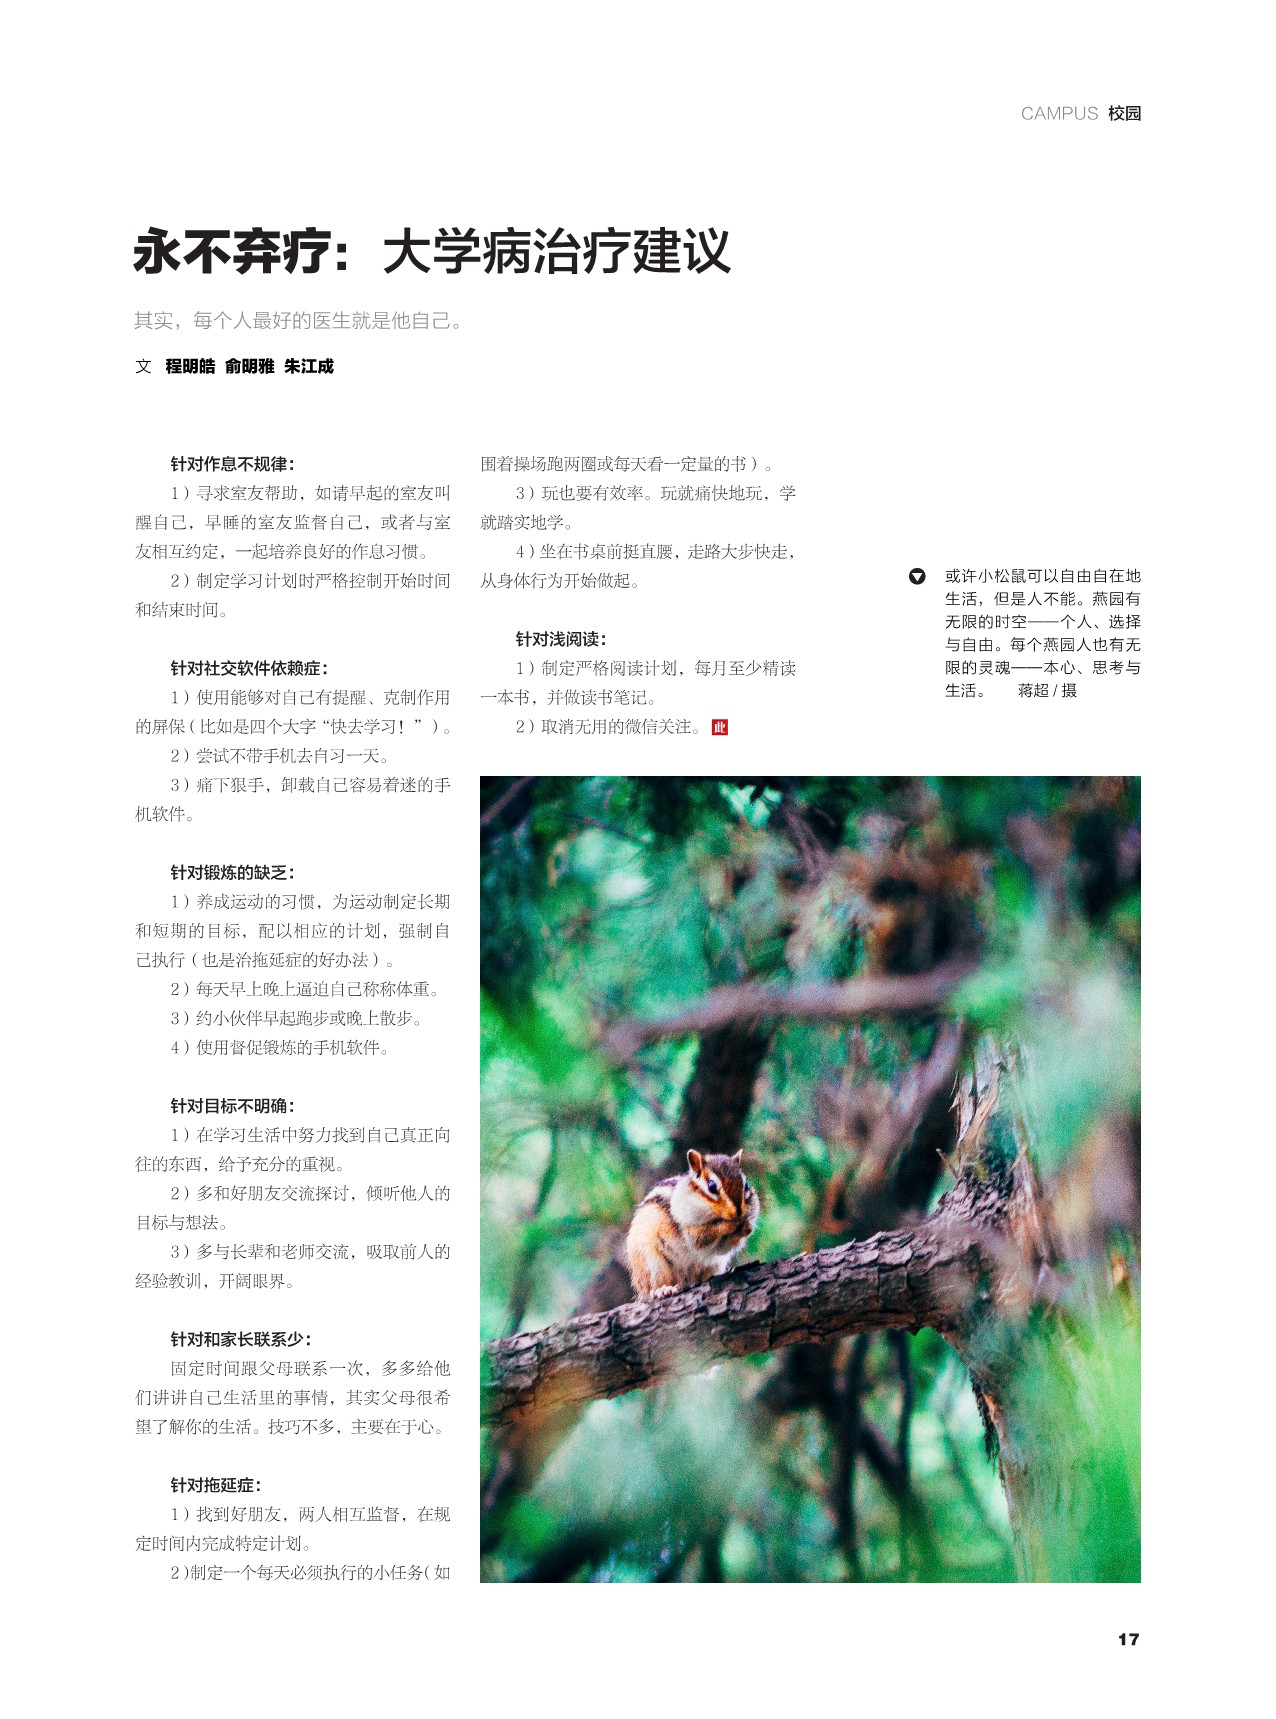 CAMPUS 校园
永不弃疗：大学病治疗建议
其实，每个人最好的医生就是他自己。
文 程明皓 俞明雅 朱江成
针对作息不规律：
1）寻求室友帮助，如请早起的室友叫
醒自己，早睡的室友监督自己，或者与室
友相互约定，一起培养良好的作息习惯。
2）制定学习计划时严格控制开始时间
和结束时间。
针对社交软件依赖症：
1）使用能够对自己有提醒、克制作用
的屏保（比如是四个大字“快去学习！”）。
2）尝试不带手机去自习一天。
3）痛下狠手，卸载自己容易着迷的手
机软件。
针对锻炼的缺乏：
1）养成运动的习惯，为运动制定长期
和短期的目标，配以相应的计划，强制自
己执行（也是治拖延症的好办法）。
2）每天早上晚上逼迫自己称称体重。
3）约小伙伴早起跑步或晚上散步。
4）使用督促锻炼的手机软件。
针对目标不明确：
1）在学习生活中努力找到自己真正向
往的东西，给予充分的重视。
2）多和好朋友交流探讨，倾听他人的
目标与想法。
3）多与长辈和老师交流，吸取前人的
经验教训，开阔眼界。
针对和家长联系少：
固定时间跟父母联系一次，多多给他
们讲讲自己生活里的事情，其实父母很希
望了解你的生活。技巧不多，主要在于心。
针对拖延症：
1）找到好朋友，两人相互监督，在规
定时间内完成特定计划。
2）制定一个每天必须执行的小任务（如
围着操场跑两圈或每天看一定量的书）。
3）玩也要有效率。玩就痛快地玩，学
就踏实地学。
4）坐在书桌前挺直腰，走路大步快走，
从身体行为开始做起。
针对浅阅读：
1）制定严格阅读计划，每月至少精读
一本书，并做读书笔记。
2）取消无用的微信关注。此
或许小松鼠可以自由自在地
生活，但是人不能。燕园有
无限的时空——个人、选择
与自由。每个燕园人也有无
限的灵魂——本心、思考与
生活。 蒋超 / 摄
17